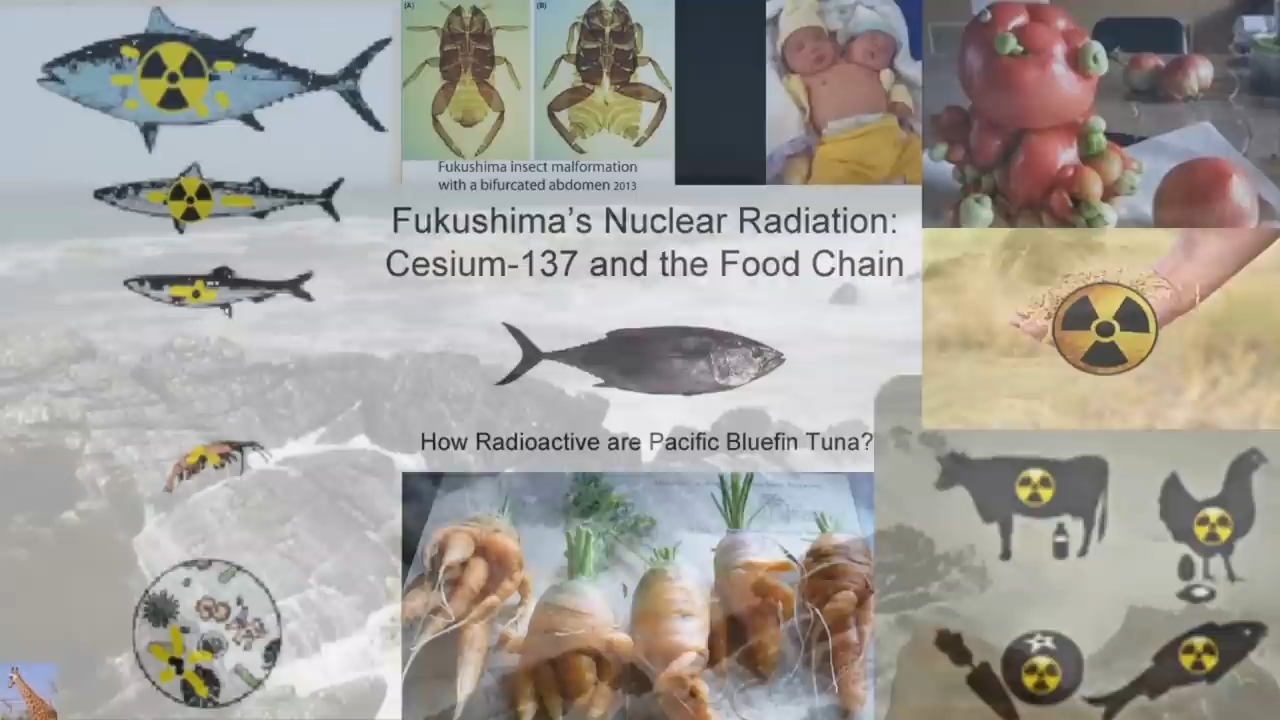 (A)
(B)
Fukushima insect malformation
with a bifurcated abdomen 2013
Fukushima's Nuclear Radiation:
Cesium-137 and the Food Chain
How Radioactive are Pacific Bluefin Tuna?